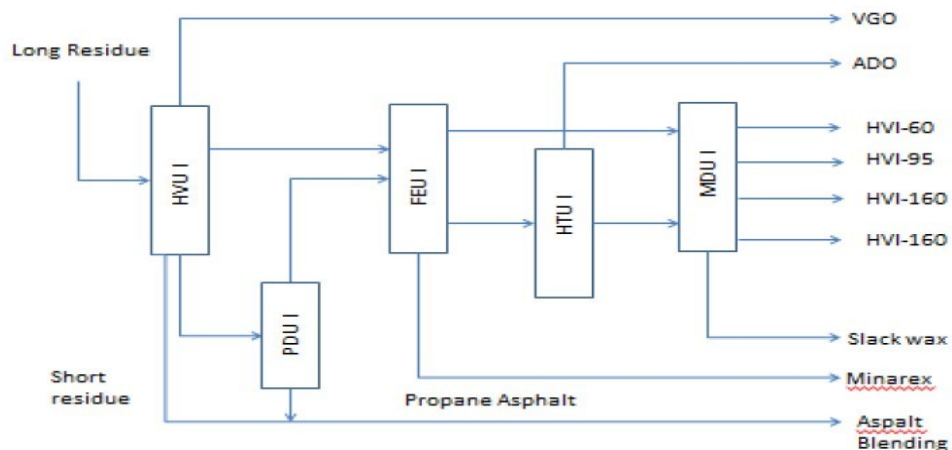 VGO
Long Residue
ADO
HVU I
FEU I
HTU I
MDU I
HVI-60
HVI-95
HVI-160
HVI-160
PDU I
Slack wax
Short
residue
Minarex
Propane Asphalt
Aspalt
Blending